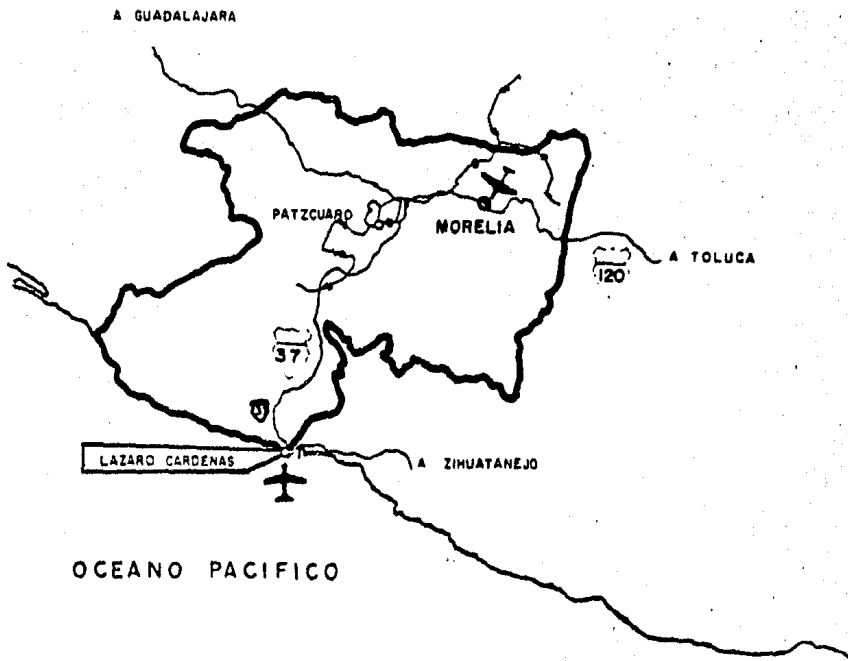 A GUADALAJARA
PATZCUARO
MORELIA
A TOLUCA
120
37
LAZARO CARDENAS
A ZIHUATANEJO
OCEANO PACIFICO